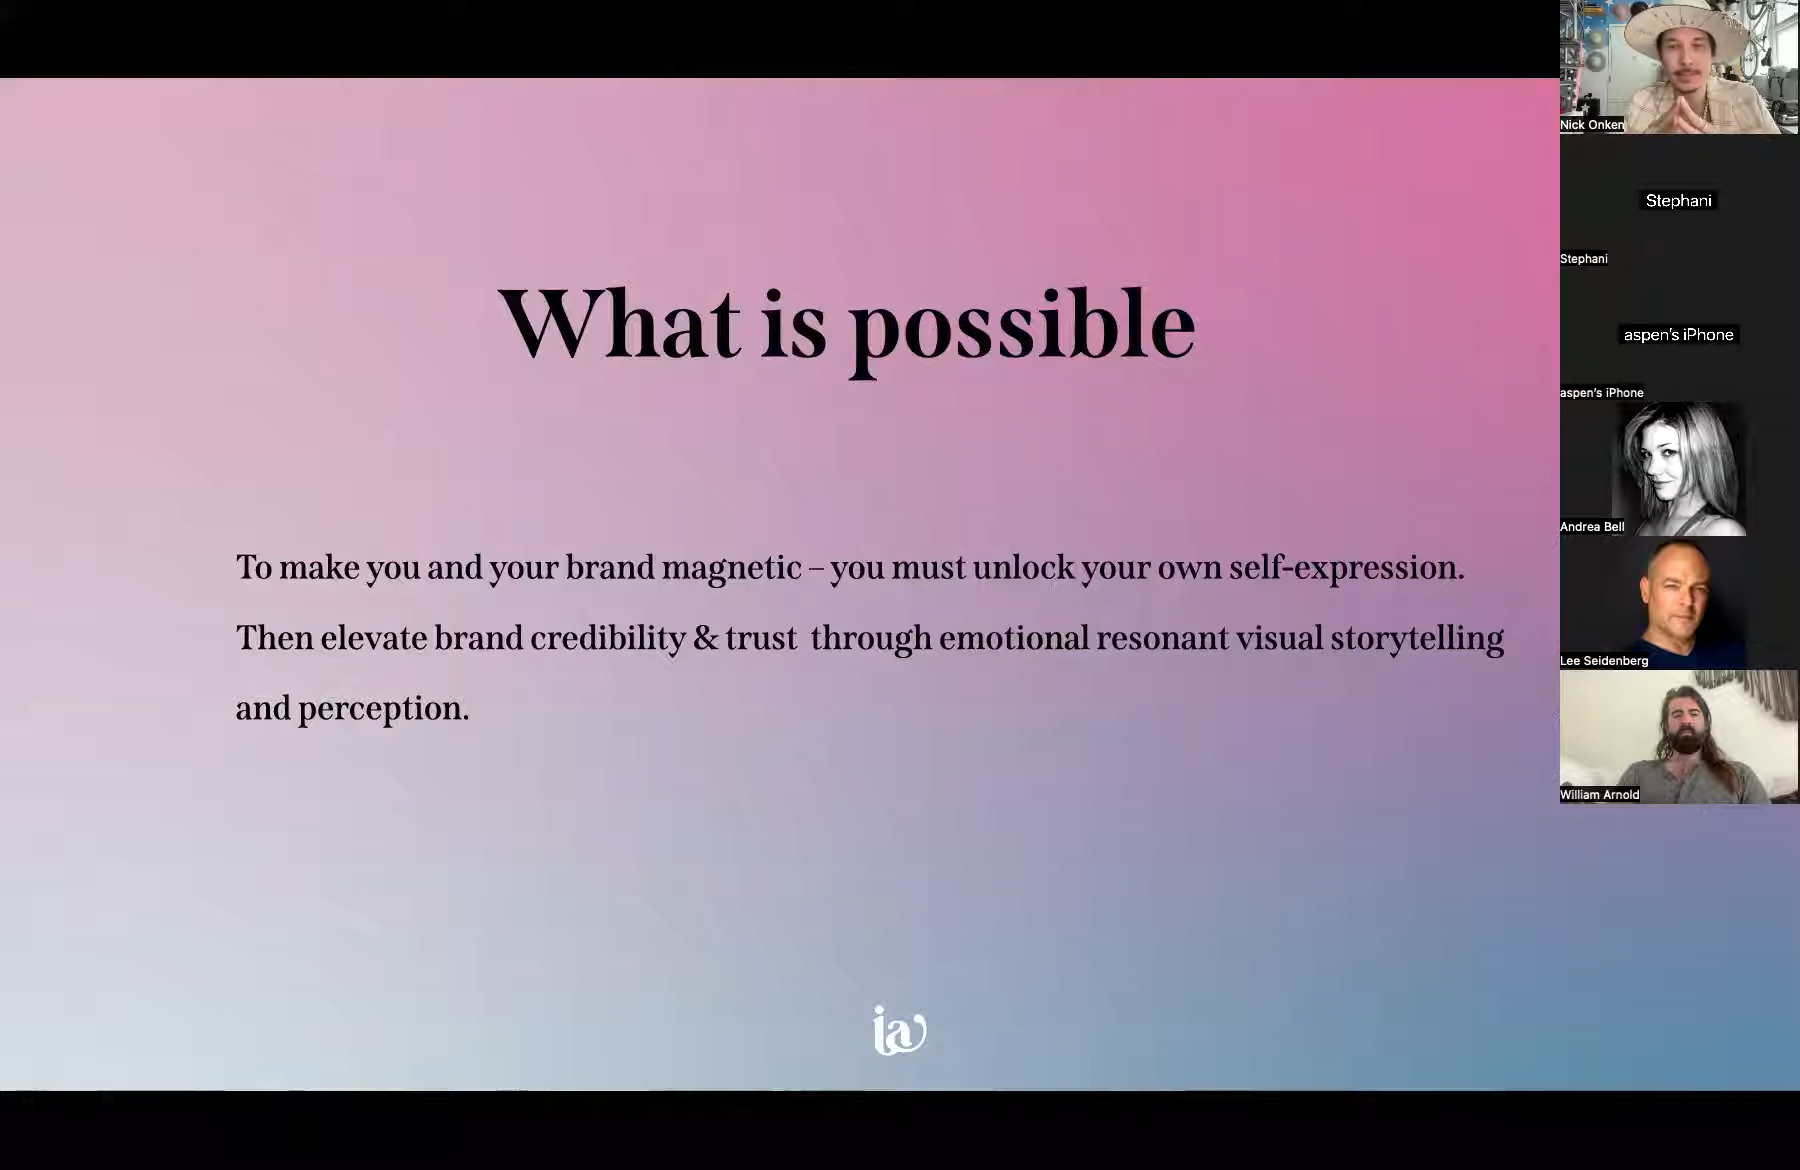 What is possible
To make you and your brand magnetic – you must unlock your own self-expression.
Then elevate brand credibility & trust  through emotional resonant visual storytelling
and perception.
ia
Nick Onken
Stephani
Stephani
aspen's iPhone
aspen's iPhone
Andrea Bell
Lee Seidenberg
William Arnold